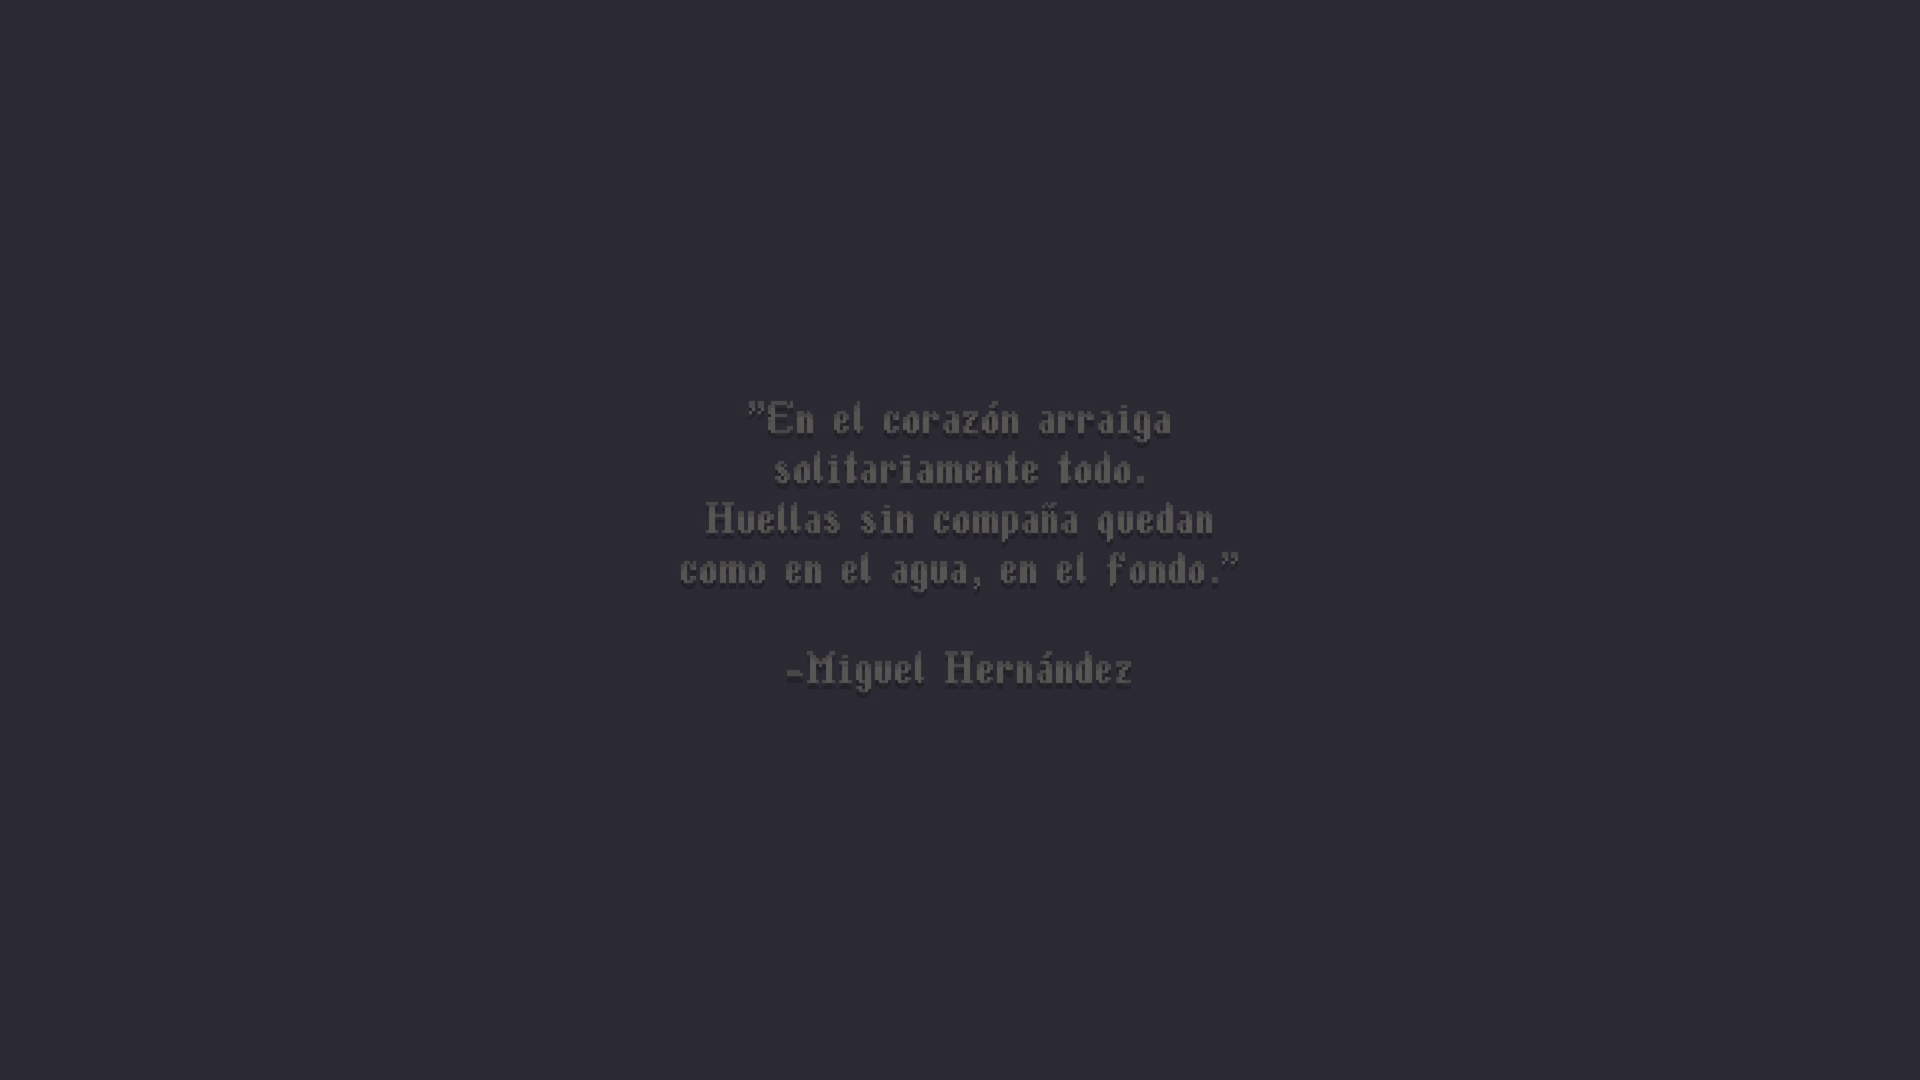 "En el corazón arraiga
solitariamente todo.
Huellas sin compaña quedan
como en el agua, en el fondo."
-Miguel Hernández